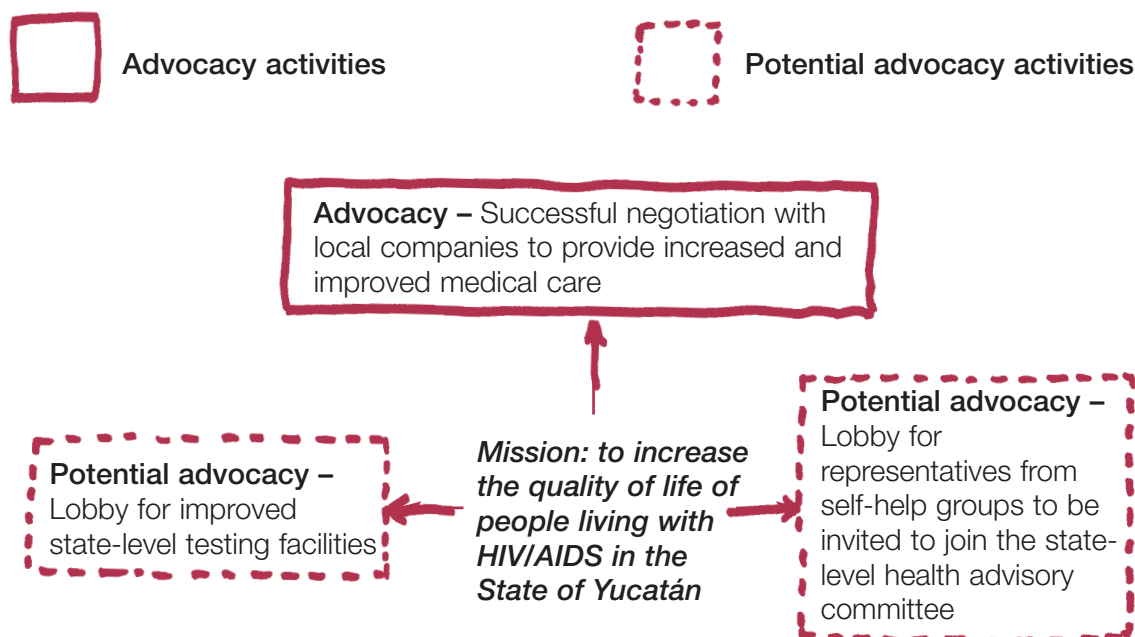 Advocacy activities
Potential advocacy activities
Advocacy – Successful negotiation with
local companies to provide increased and
improved medical care
Potential advocacy –
Lobby for improved
state-level testing facilities
Mission: to increase
the quality of life of
people living with
HIV/AIDS in the
State of Yucatán
Potential advocacy –
Lobby for
representatives from
self-help groups to be
invited to join the state-
level health advisory
committee